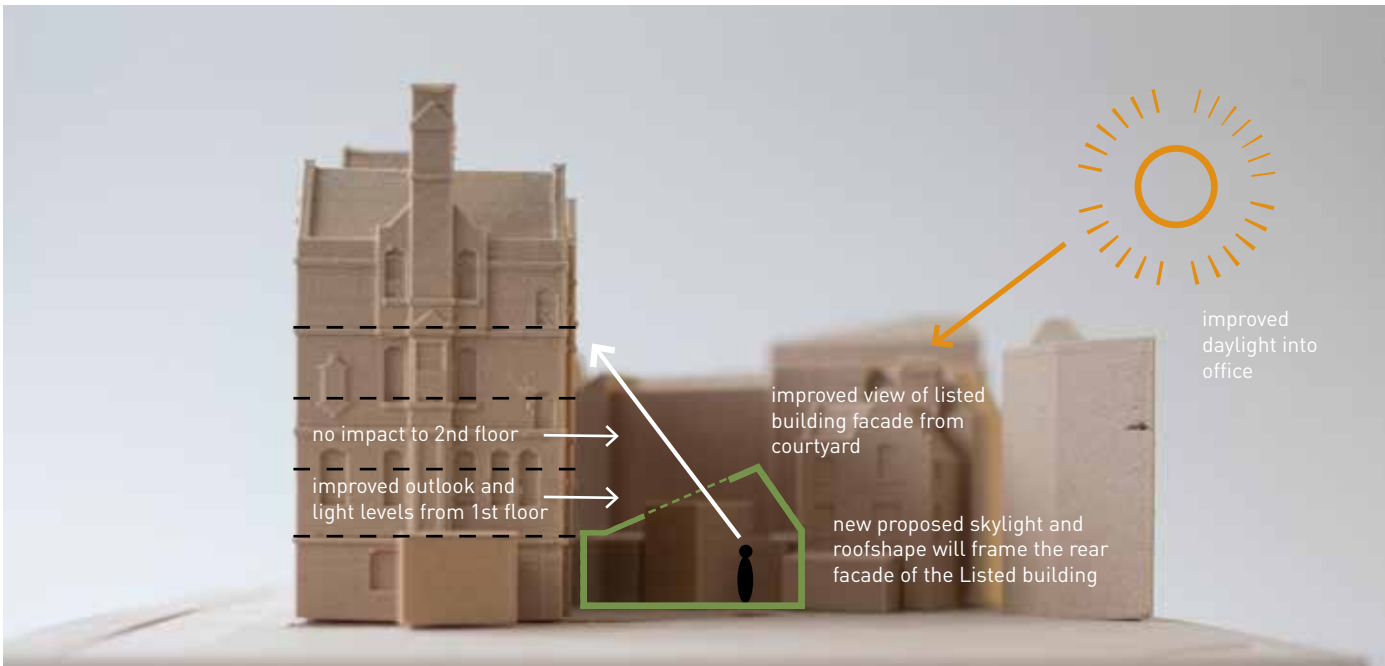 no impact to 2nd floor
improved outlook and
light levels from 1st floor
improved view of listed
building facade from
courtyard
new proposed skylight and
roofshape will frame the rear
facade of the Listed building
improved
daylight into
office